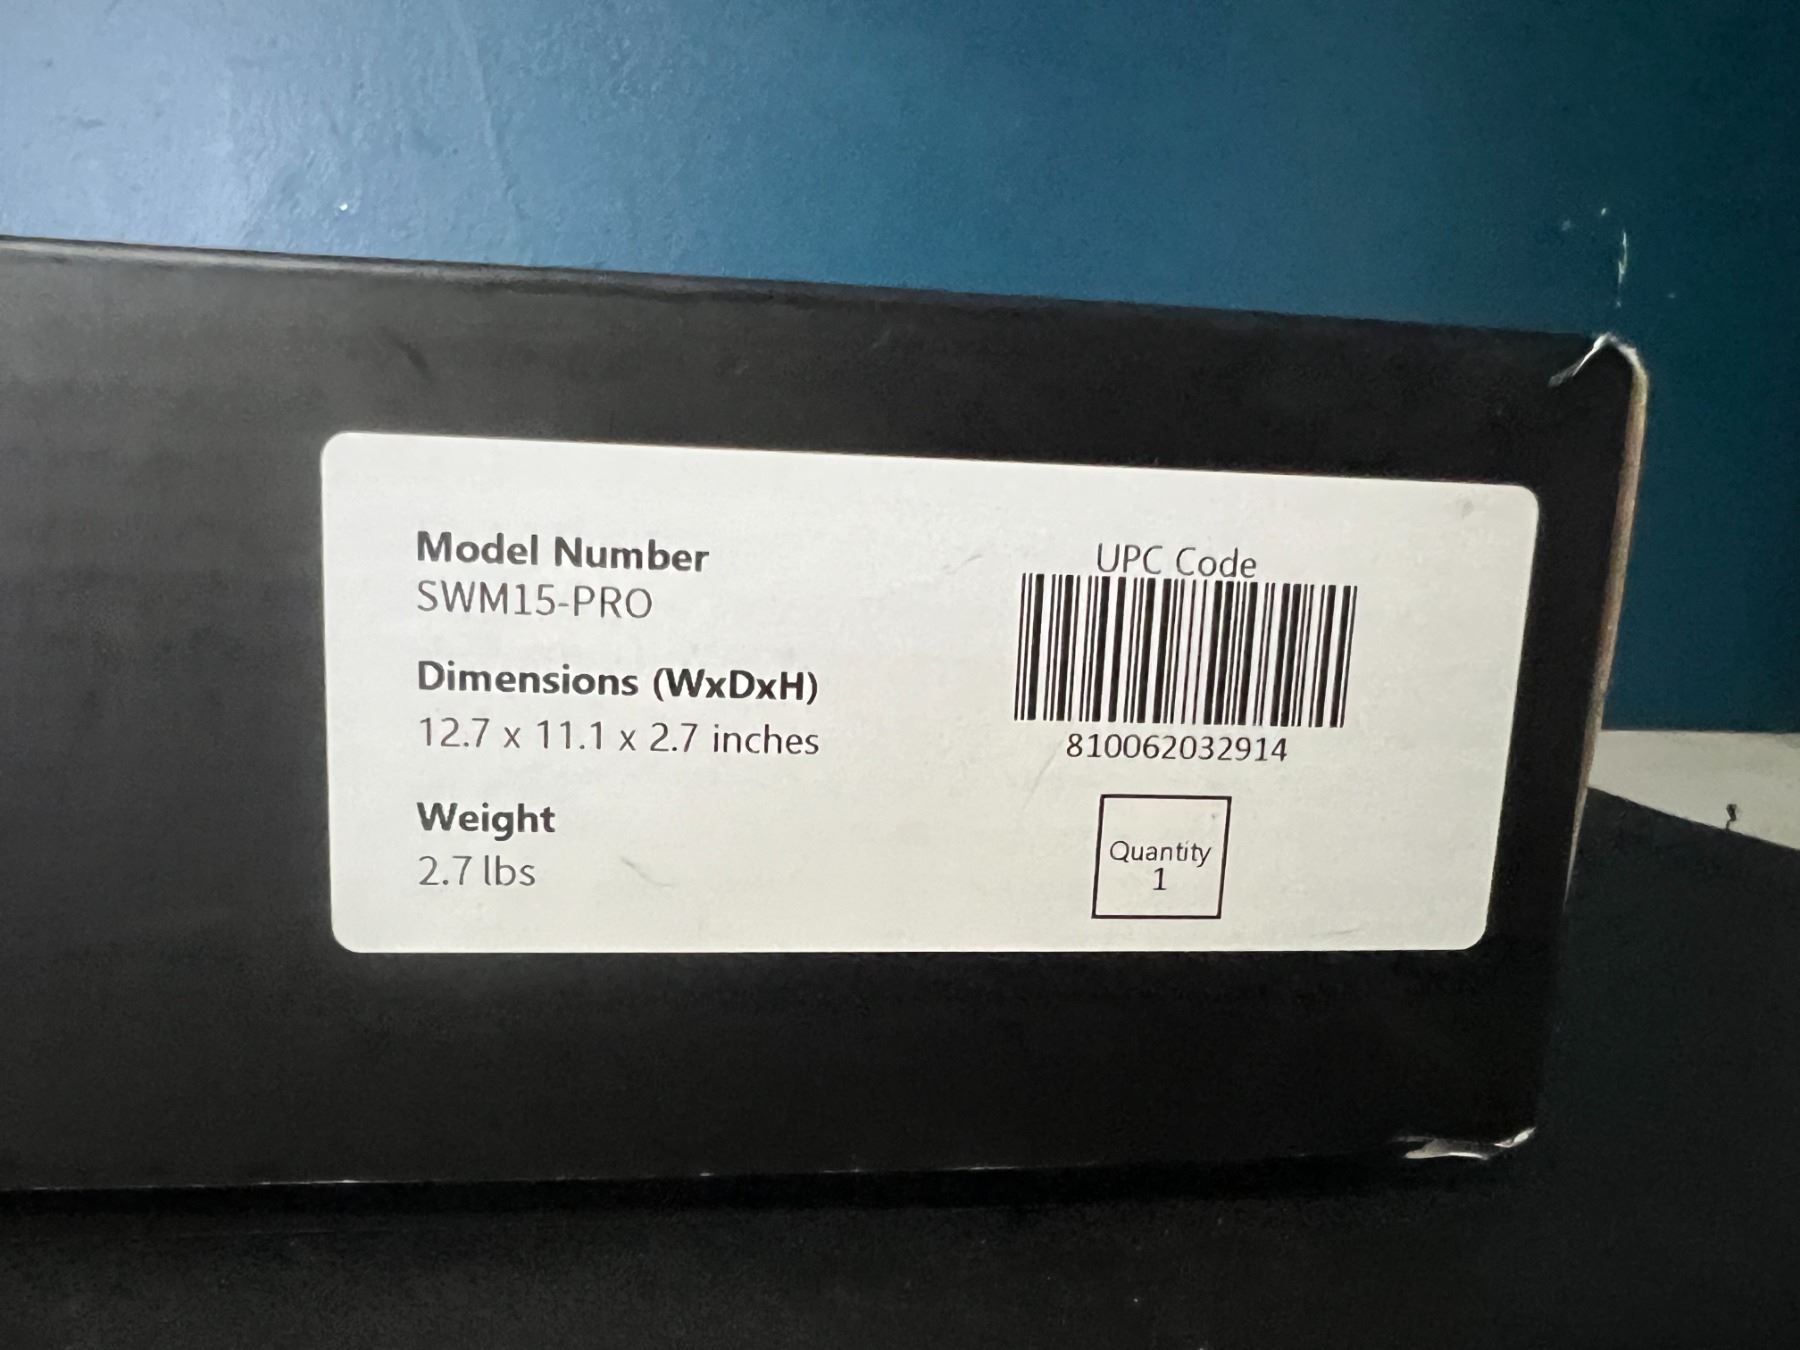 Model Number
SWM15-PRO
Dimensions (WxDxH)
12.7 x 11.1 x 2.7 inches
Weight
2.7 lbs
UPC Code
810062032914
Quantity
1